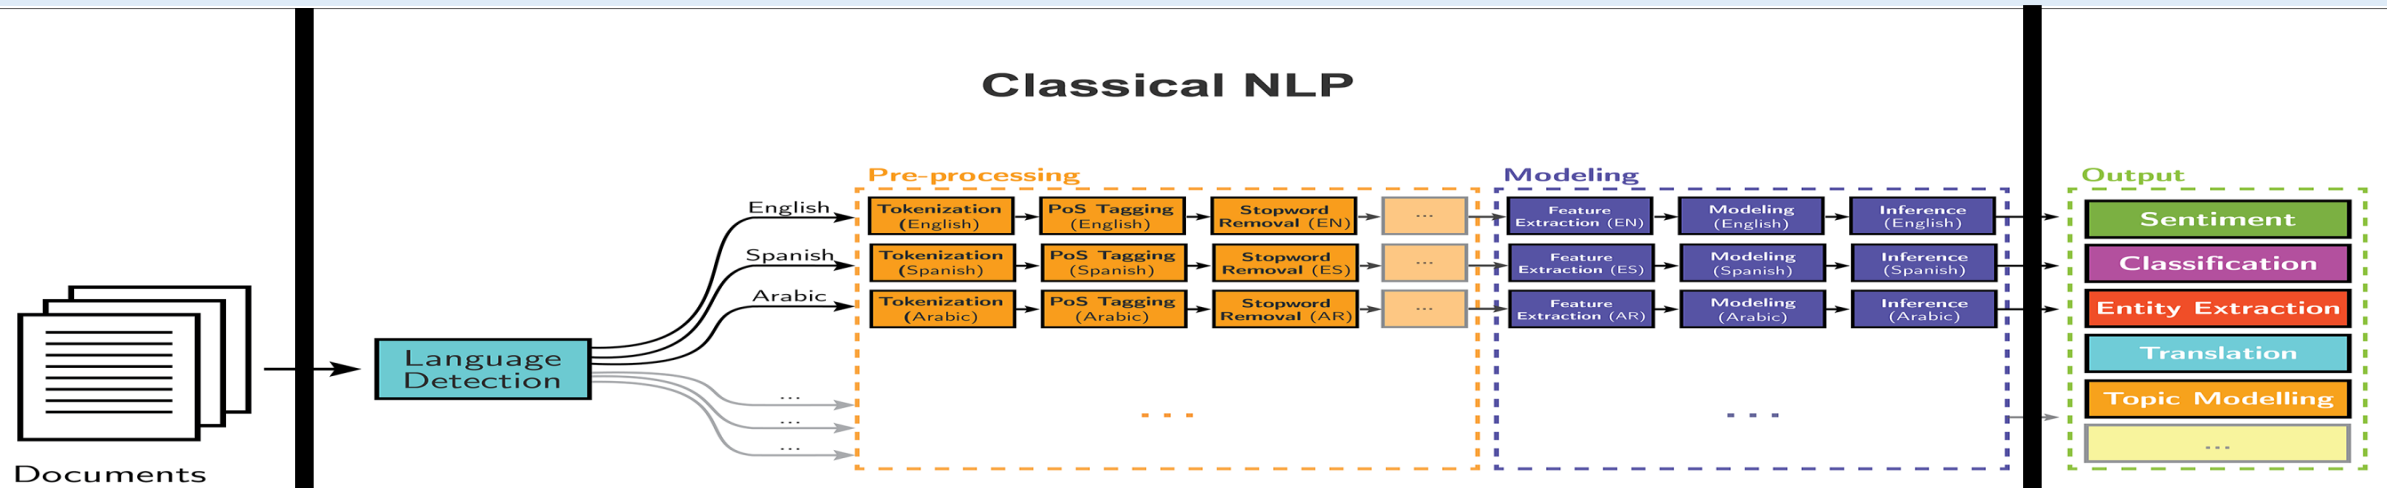 Classical NLP
Documents
Language
Detection
English
Spanish
Arabic
...
...
...
Pre-processing
Tokenization
(English)
PoS Tagging
(English)
Stopword
Removal (EN)
...
Tokenization
(Spanish)
PoS Tagging
(Spanish)
Stopword
Removal (ES)
...
Tokenization
(Arabic)
PoS Tagging
(Arabic)
Stopword
Removal (AR)
...
...
Modeling
Feature
Extraction (EN)
Modeling
(English)
Inference
(English)
Feature
Extraction (ES)
Modeling
(Spanish)
Inference
(Spanish)
Feature
Extraction (AR)
Modeling
(Arabic)
Inference
(Arabic)
...
Output
Sentiment
Classification
Entity Extraction
Translation
Topic Modelling
...